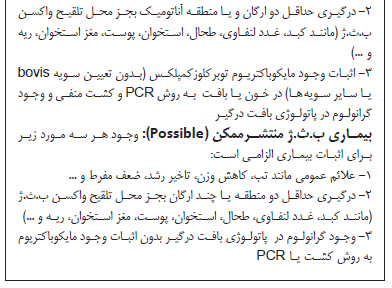 ۲- درگیری حداقل دو ارگان و یا منطقه آناتومیک بجز محل تلقیح واکسن
ب.ث.ژ (مانند کبد، غدد لنفاوی، طحال، استخوان، پوست، مغز استخوان، ریه
و ...)
۳- اثبات وجود مایکوباکتریوم توبرکلوزکمپلکس (بدون تعیین سویه bovis
یا سایر سویه‌ها) در خون یا بافت به روش PCR و کشت منفی و وجود
گرانولوم در پاتولوژی بافت درگیر
بیماری ب.ث.ژ منتشرممکن (Possible): وجود هر سه مورد زیر
برای اثبات بیماری الزامی است:
۱- علائم عمومی مانند تب، کاهش وزن، تاخیر رشد، ضعف مفرط و ...
۲- درگیری حداقل دو منطقه یا چند ارگان بجز محل تلقیح واکسن ب.ث.ژ
(مانند کبد، غدد لنفاوی، طحال، استخوان، پوست، مغز استخوان، ریه و ...)
۳- وجود گرانولوم در پاتولوژی بافت درگیر بدون اثبات وجود مایکوباکتریوم
به روش کشت یا PCR